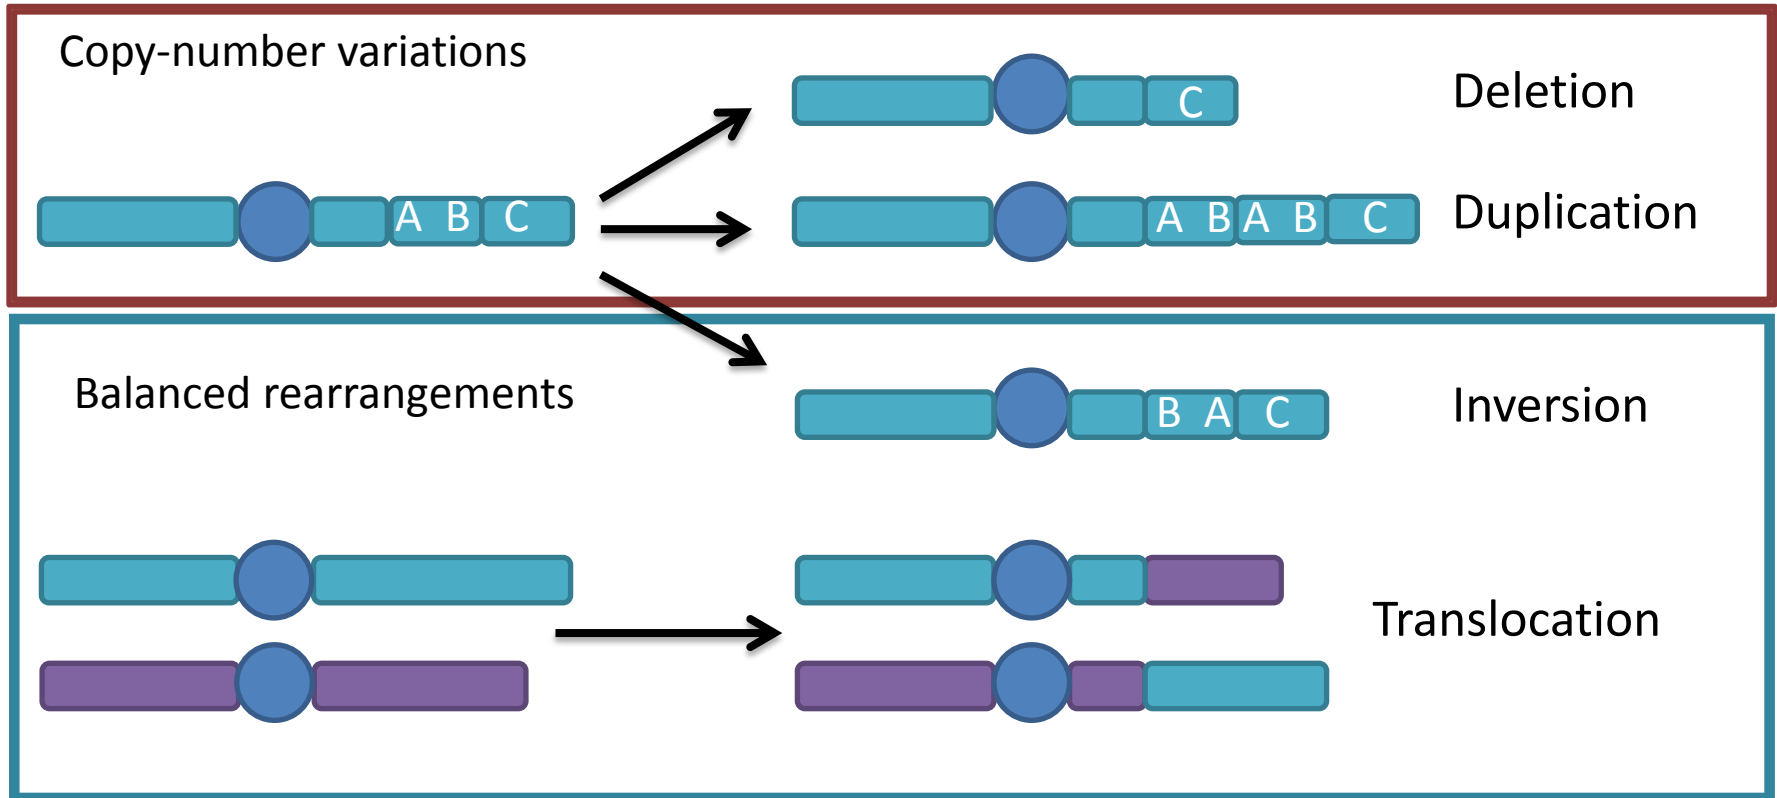 Copy-number variations
C
Deletion
A B C
A B A B C
Duplication
Balanced rearrangements
B A C
Inversion
Translocation